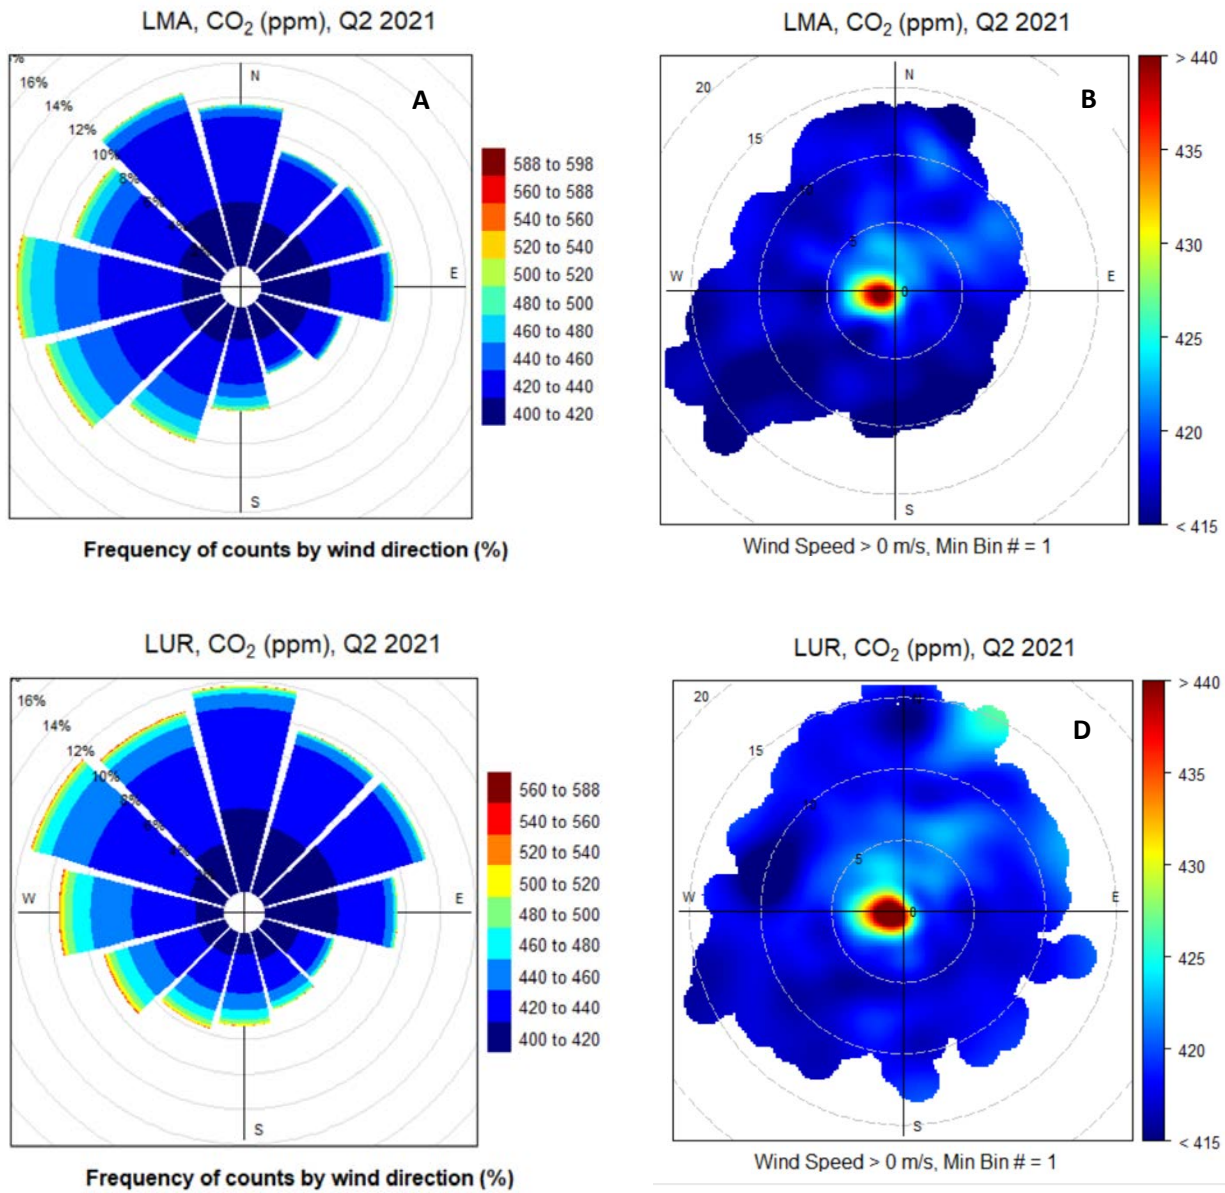 LMA, CO₂ (ppm), Q2 2021
A
16%
14%
12%
10%
8%
N
E
S
588 to 598
560 to 588
540 to 560
520 to 540
500 to 520
480 to 500
460 to 480
440 to 460
420 to 440
400 to 420
Frequency of counts by wind direction (%)
LMA, CO₂ (ppm), Q2 2021
B
20
15
5
0
N
W
E
S
> 440
435
430
425
420
< 415
Wind Speed > 0 m/s, Min Bin # = 1
LUR, CO₂ (ppm), Q2 2021
16%
14%
12%
10%
8%
W
E
S
560 to 588
540 to 560
520 to 540
500 to 520
480 to 500
460 to 480
440 to 460
420 to 440
400 to 420
Frequency of counts by wind direction (%)
LUR, CO₂ (ppm), Q2 2021
D
20
15
10
5
0
W
E
S
> 440
435
430
425
420
< 415
Wind Speed > 0 m/s, Min Bin # = 1